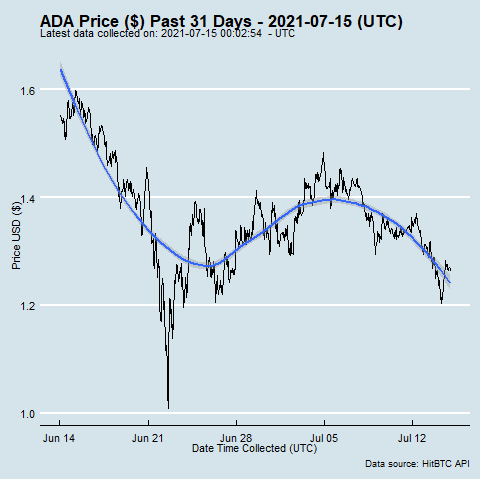 ADA Price ($) Past 31 Days - 2021-07-15 (UTC)
Latest data collected on: 2021-07-15 00:02:54 - UTC
1.6
1.4
1.2
1.0
Price USD ($)
Jun 14 Jun 21 Jun 28 Jul 05 Jul 12
Date Time Collected (UTC)
Data source: HitBTC API